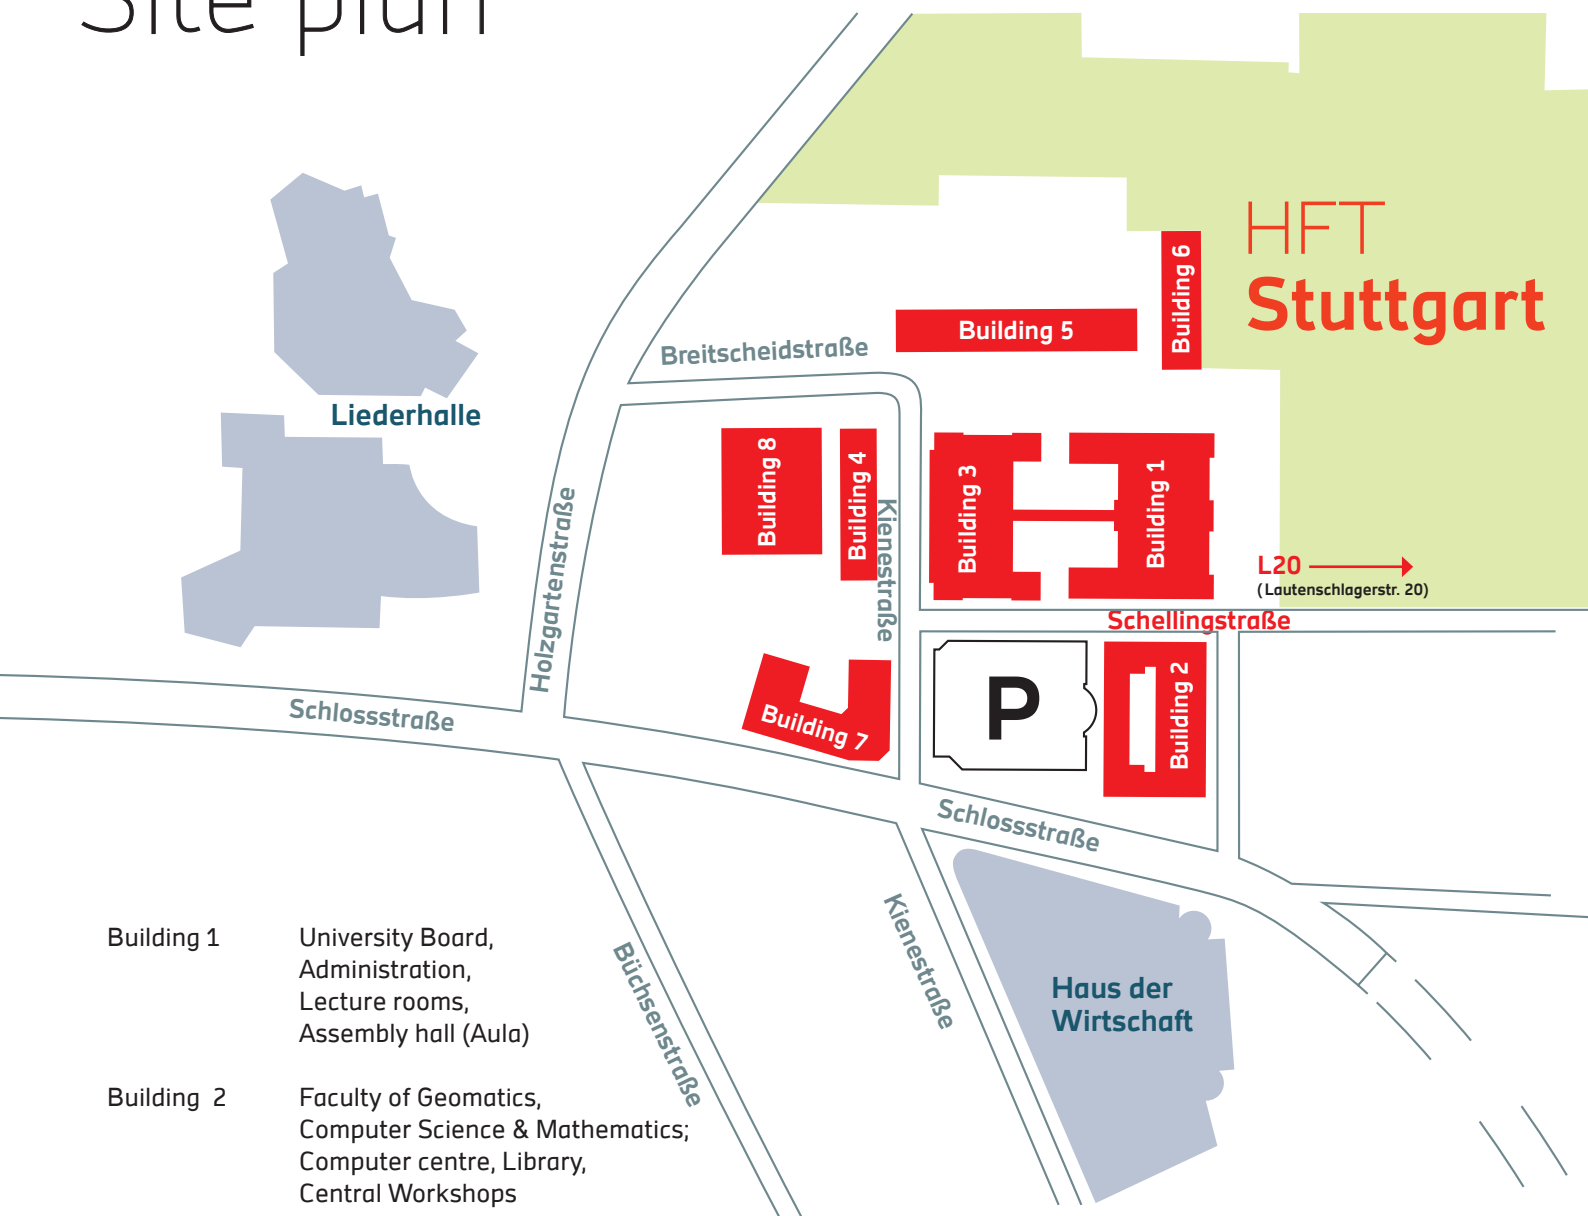 Site plan
HFT
Stuttgart
Building 6
Building 5
Breitscheidstraße
Liederhalle
Building 8
Building 4
Kienestraße
Building 3
Building 1
Holzgartenstraße
L20
(Lautenschlagerstr. 20)
Schellingstraße
Schlossstraße
Building 7
P
Building 2
Schlossstraße
Kienestraße
Büchsenstraße
Haus der
Wirtschaft
Building 1 University Board,
Administration,
Lecture rooms,
Assembly hall (Aula)
Building 2 Faculty of Geomatics,
Computer Science & Mathematics;
Computer centre, Library,
Central Workshops